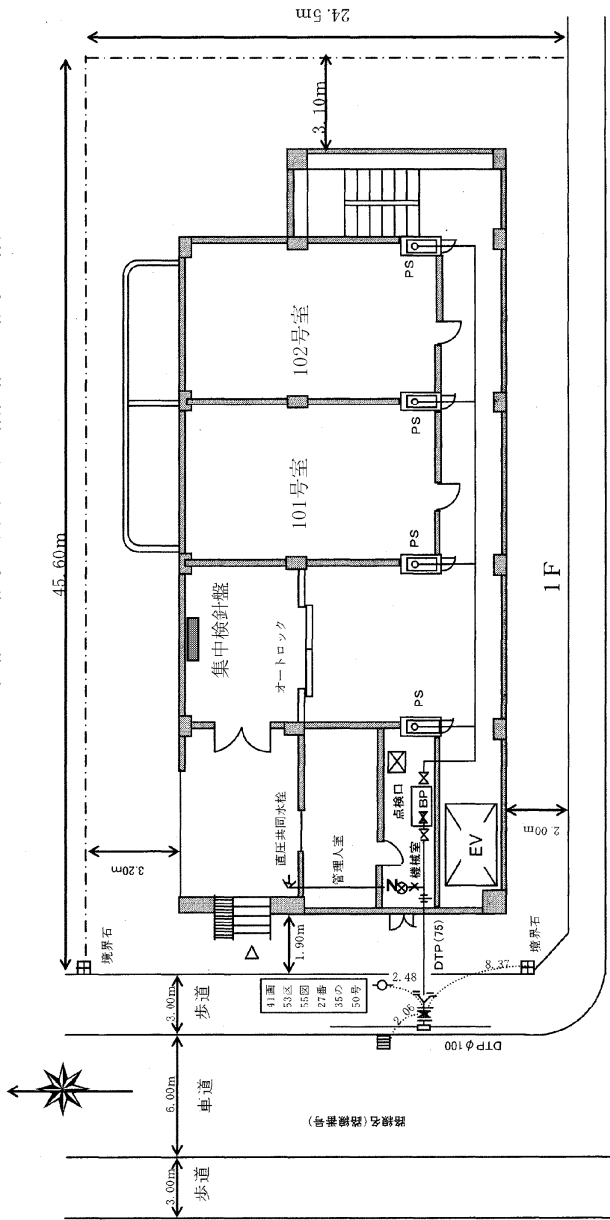 24.5m
45.60m
3.10m
102号室
PS
101号室
PS
集中検針盤
オートロック
PS
1F
PS
直圧共同水栓
点検口
BP
機械室
管理人室
EV
2.00m
3.20m
境界石
1.90m
DTP(75)
境界石
8.37
2.48
2.06
41画
53区
55図
27番
35の
50号
3.00m
歩道
DTPφ100
6.00m
車道
路線名(路線番号)
3.00m
歩道